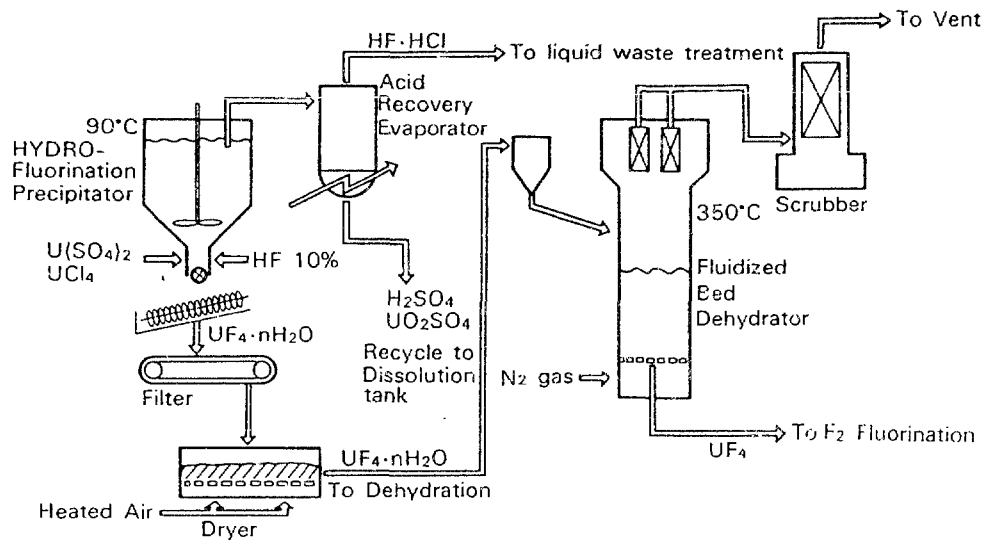 To Vent
HF·HCl
To liquid waste treatment
Acid
Recovery
Evaporator
90°C
HYDRO-
Fluorination
Precipitator
Scrubber
350°C
U(SO₄)₂
UCl₄
HF 10%
Fluidized
Bed
Dehydrator
H₂SO₄
UO₂SO₄
UF₄·nH₂O
Recycle to
Dissolution
tank
N₂ gas
Filter
To F₂ Fluorination
UF₄
UF₄·nH₂O
To Dehydration
Heated Air
Dryer